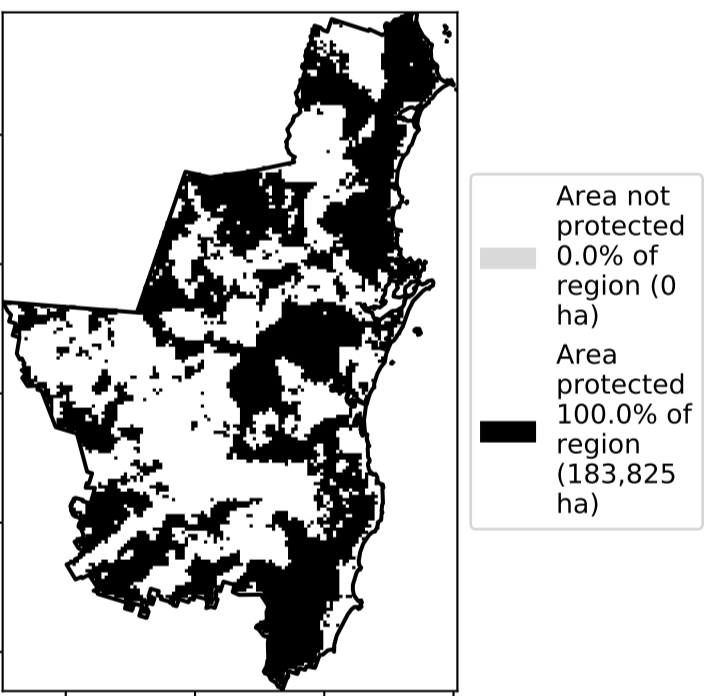 Area not
protected
0.0% of
region (0
ha)
Area
protected
100.0% of
region
(183,825
ha)